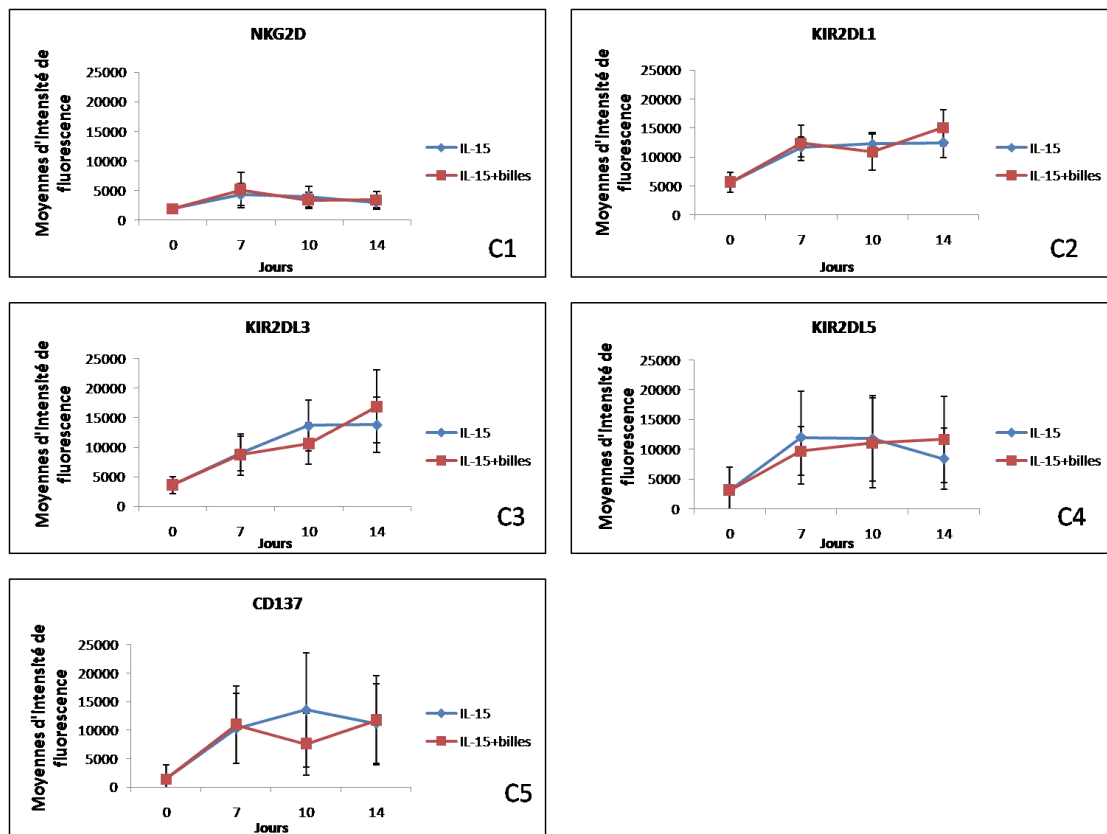 NKG2D
Moyennes d'Intensité de
fluorescence
25000
20000
15000
10000
5000
0
0 7 10 14
Jours
IL-15
IL-15+billes
C1
KIR2DL1
Moyennes d'Intensité de
fluorescence
25000
20000
15000
10000
5000
0
0 7 10 14
Jours
IL-15
IL-15+billes
C2
KIR2DL3
Moyennes d'Intensité de
fluorescence
25000
20000
15000
10000
5000
0
0 7 10 14
Jours
IL-15
IL-15+billes
C3
KIR2DL5
Moyennes d'Intensité de
fluorescence
25000
20000
15000
10000
5000
0
0 7 10 14
Jours
IL-15
IL-15+billes
C4
CD137
Moyennes d'Intensité de
fluorescence
25000
20000
15000
10000
5000
0
0 7 10 14
Jours
IL-15
IL-15+billes
C5